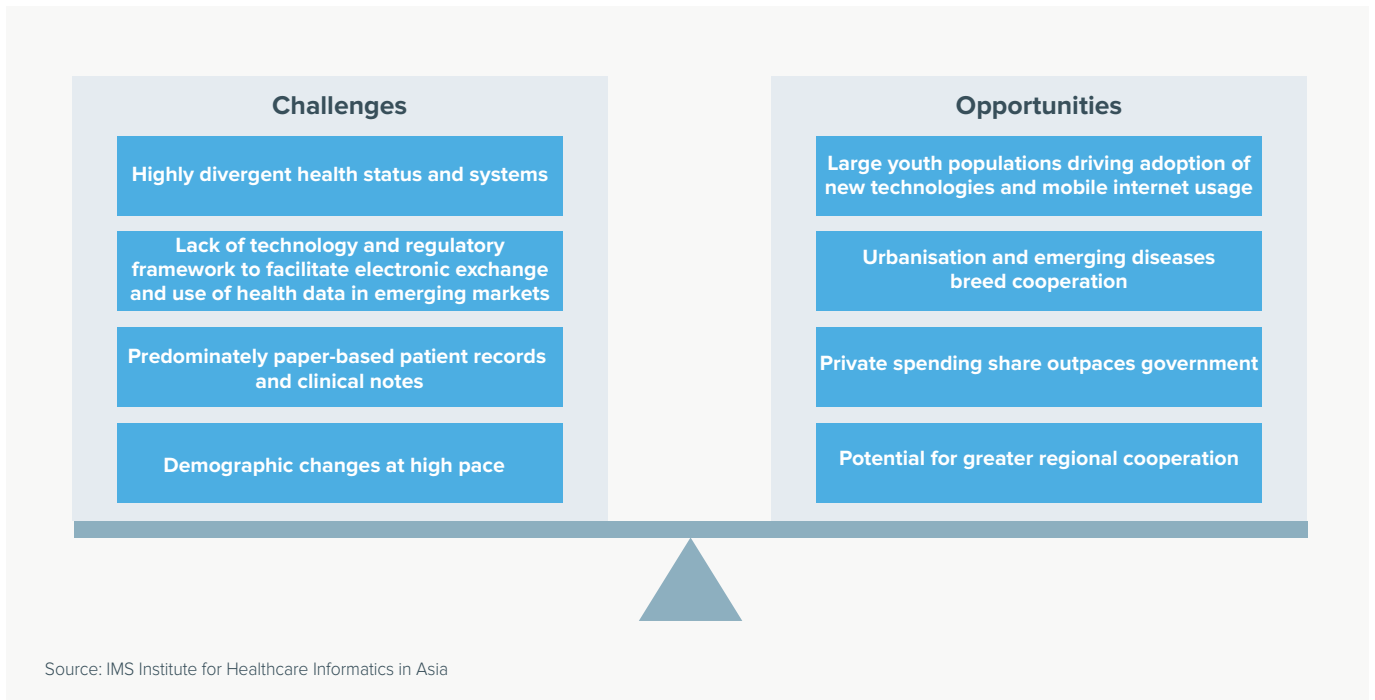 Challenges
Highly divergent health status and systems
Lack of technology and regulatory
framework to facilitate electronic exchange
and use of health data in emerging markets
Predominately paper-based patient records
and clinical notes
Demographic changes at high pace
Opportunities
Large youth populations driving adoption of
new technologies and mobile internet usage
Urbanisation and emerging diseases
breed cooperation
Private spending share outpaces government
Potential for greater regional cooperation
Source: IMS Institute for Healthcare Informatics in Asia